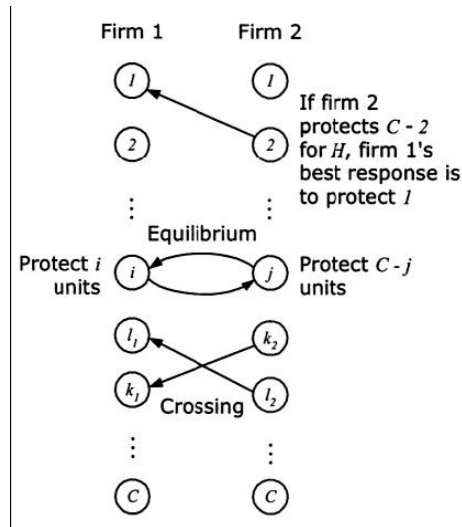 Firm 1 Firm 2
1 1
If firm 2
protects C - 2
2 2
for H, firm 1's
best response is
to protect 1
Equilibrium
Protect i
units
i j
Protect C - j
units
l₁ k₂
k₁ l₂
Crossing
C C